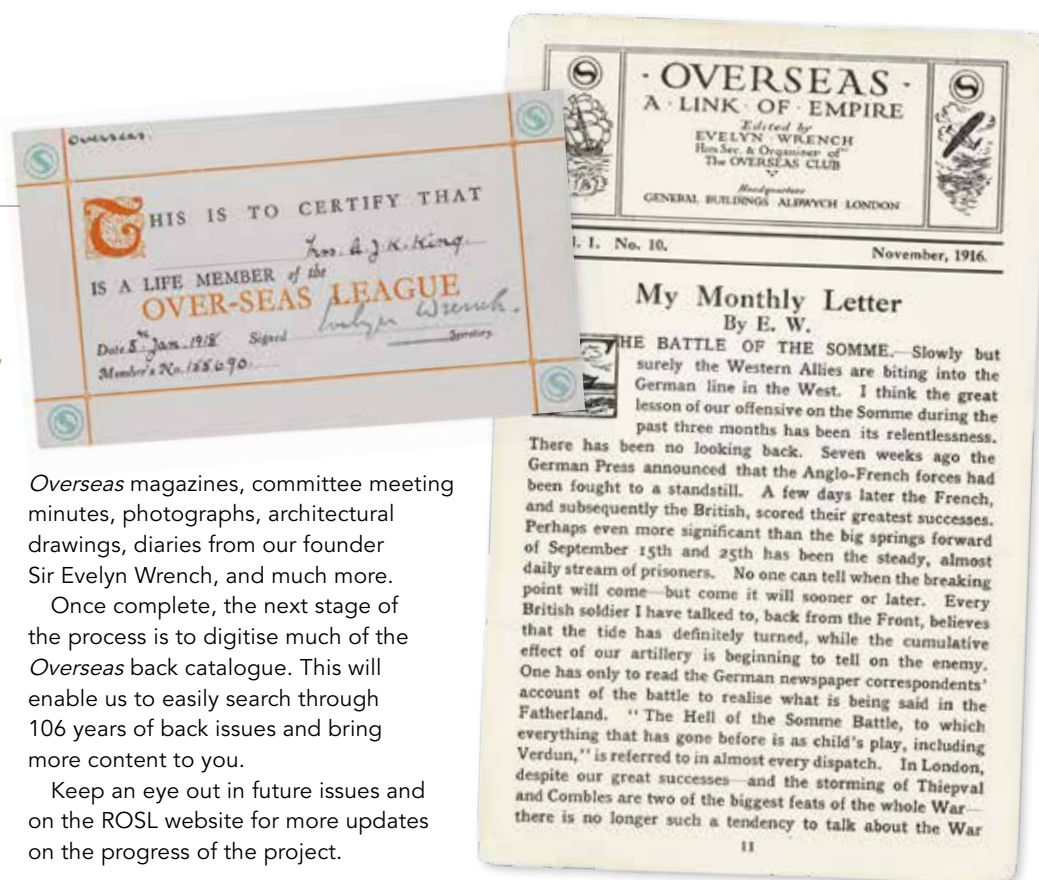 Overseas.
THIS IS TO CERTIFY THAT
A. J. K. King
IS A LIFE MEMBER of the
OVER-SEAS LEAGUE
Date 8th Jan. 1918 Signed Evelyn Wrench. Secretary.
Member's No. 155690
Overseas magazines, committee meeting
minutes, photographs, architectural
drawings, diaries from our founder
Sir Evelyn Wrench, and much more.
Once complete, the next stage of
the process is to digitise much of the
Overseas back catalogue. This will
enable us to easily search through
106 years of back issues and bring
more content to you.
Keep an eye out in future issues and
on the ROSL website for more updates
on the progress of the project.
· OVERSEAS ·
A · LINK · OF · EMPIRE
Edited by
EVELYN · WRENCH
Hon Sec. & Organiser of
The OVERSEAS CLUB
Headquarters
GENERAL BUILDINGS ALDWYCH LONDON
I. No. 10. November, 1916.
My Monthly Letter
By E. W.
THE BATTLE OF THE SOMME.—Slowly but
surely the Western Allies are biting into the
German line in the West. I think the great
lesson of our offensive on the Somme during the
past three months has been its relentlessness.
There has been no looking back. Seven weeks ago the
German Press announced that the Anglo-French forces had
been fought to a standstill. A few days later the French,
and subsequently the British, scored their greatest successes.
Perhaps even more significant than the big springs forward
of September 15th and 25th has been the steady, almost
daily stream of prisoners. No one can tell when the breaking
point will come—but come it will sooner or later. Every
British soldier I have talked to, back from the Front, believes
that the tide has definitely turned, while the cumulative
effect of our artillery is beginning to tell on the enemy.
One has only to read the German newspaper correspondents'
account of the battle to realise what is being said in the
Fatherland. "The Hell of the Somme Battle, to which
everything that has gone before is as child's play, including
Verdun," is referred to in almost every dispatch. In London,
despite our great successes—and the storming of Thiepval
and Combles are two of the biggest feats of the whole War—
there is no longer such a tendency to talk about the War
11